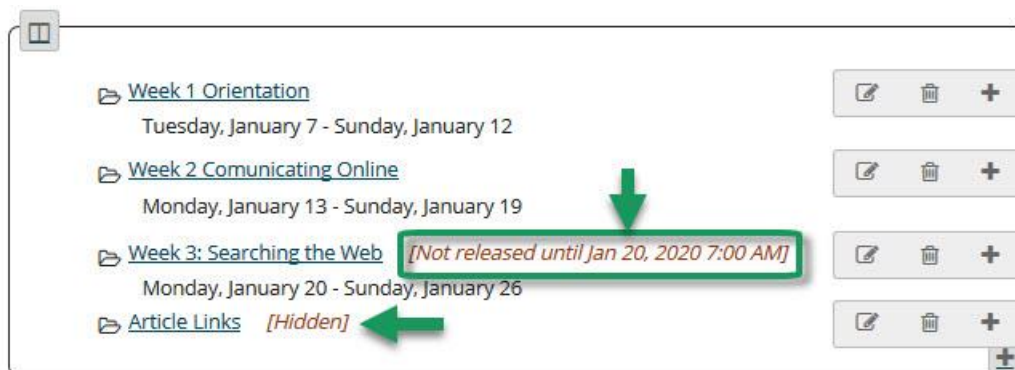 Week 1 Orientation
Tuesday, January 7 - Sunday, January 12
Week 2 Comunicating Online
Monday, January 13 - Sunday, January 19
Week 3: Searching the Web [Not released until Jan 20, 2020 7:00 AM]
Monday, January 20 - Sunday, January 26
Article Links [Hidden]